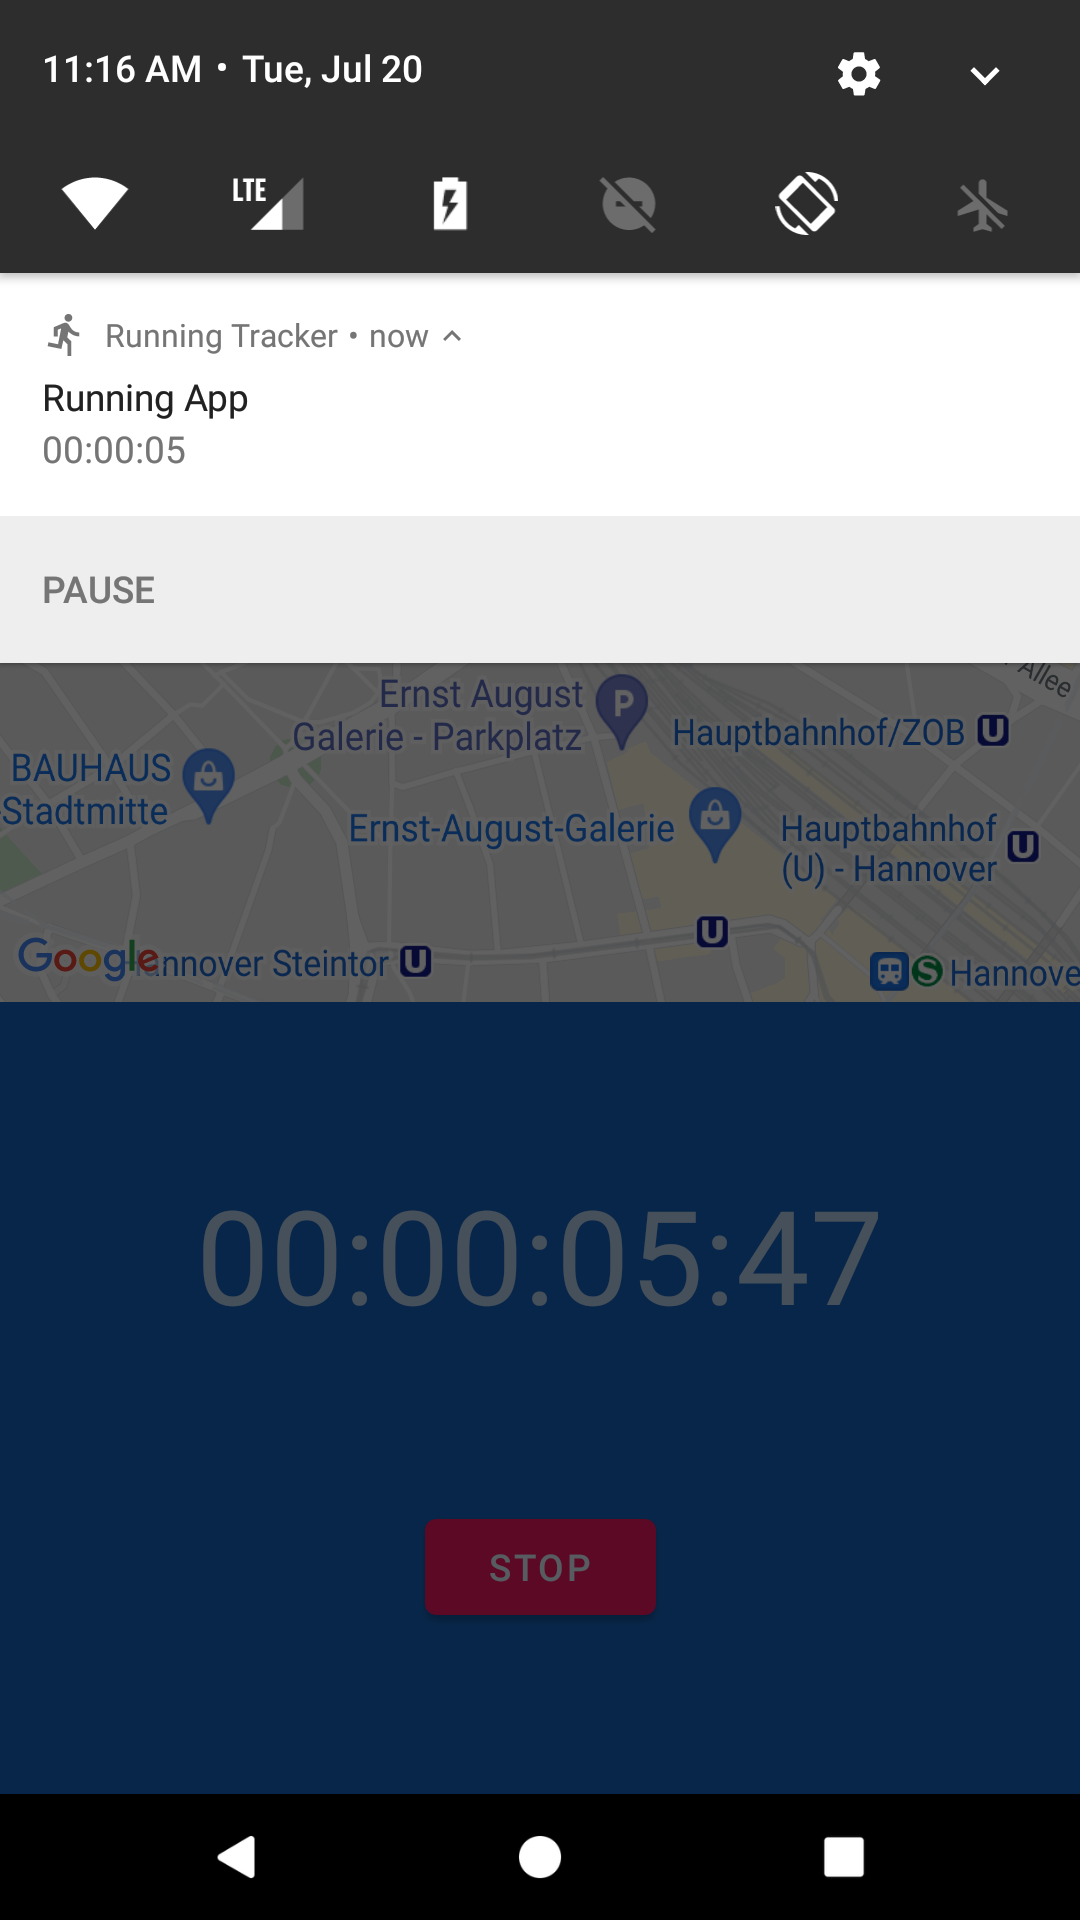 11:16 AM • Tue, Jul 20
LTE
Running Tracker • now
Running App
00:00:05
PAUSE
Allee
Ernst August
Galerie - Parkplatz
P
Hauptbahnhof/ZOB U
BAUHAUS
-Stadtmitte
Ernst-August-Galerie
Hauptbahnhof
(U) - Hannover
U
U
Google
nnover Steintor U
S Hannove
00:00:05:47
STOP